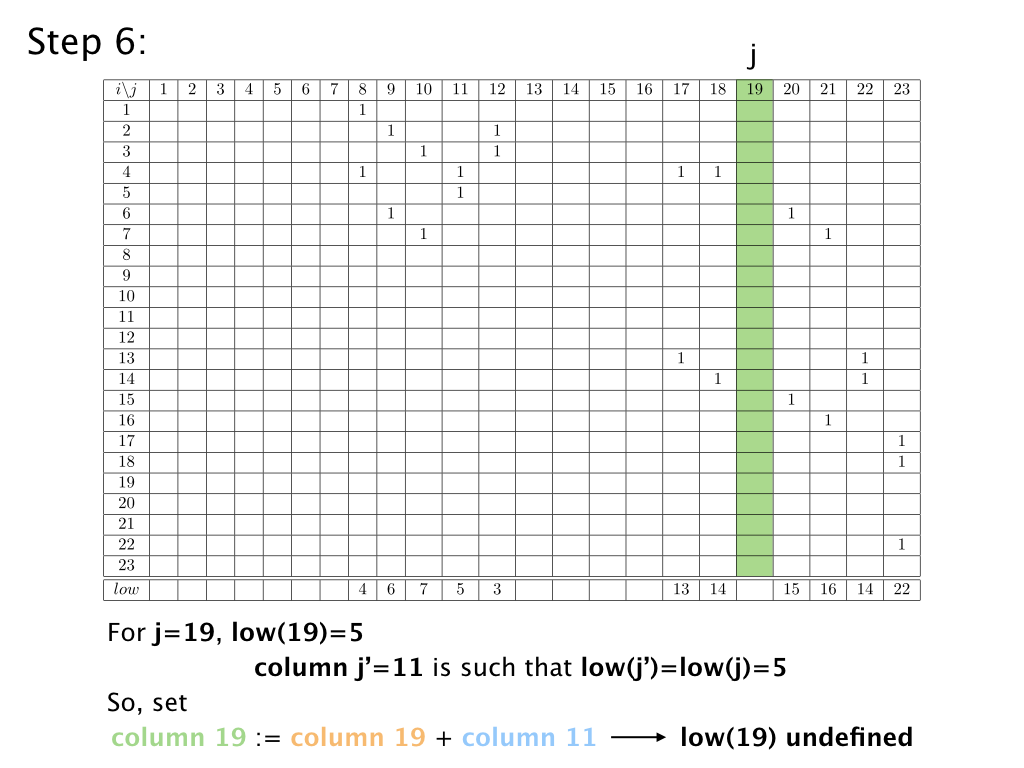 Step 6:
j
i\j 1 2 3 4 5 6 7 8 9 10 11 12 13 14 15 16 17 18 19 20 21 22 23
1 1
2 1 1
3 1 1
4 1 1 1 1
5 1
6 1 1
7 1 1
8
9
10
11
12
13 1 1
14 1 1
15 1
16 1
17 1
18 1
19
20
21
22 1
23
low 4 6 7 5 3 13 14 15 16 14 22
For j=19, low(19)=5
column j’=11 is such that low(j’)=low(j)=5
So, set
column 19 := column 19 + column 11 ⟶ low(19) undefined